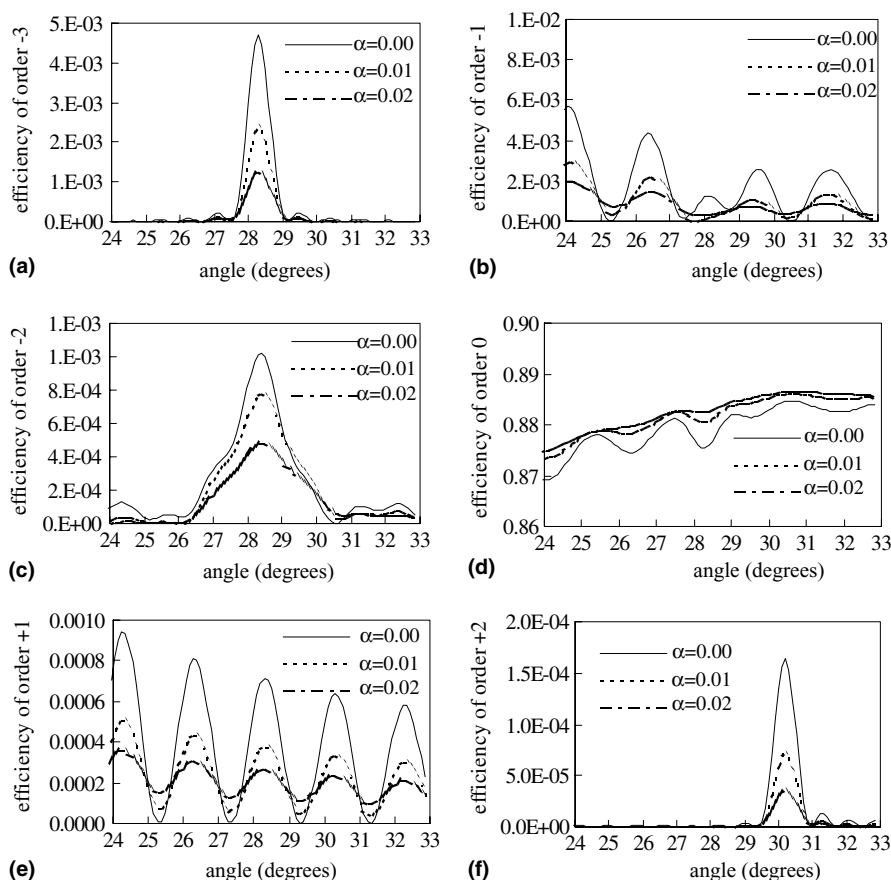 efficiency of order -3
5.E-03
4.E-03
3.E-03
2.E-03
1.E-03
0.E+00
α=0.00
α=0.01
α=0.02
24 25 26 27 28 29 30 31 32 33
(a)
angle (degrees)
efficiency of order -1
1.E-02
8.E-03
6.E-03
4.E-03
2.E-03
0.E+00
α=0.00
α=0.01
α=0.02
24 25 26 27 28 29 30 31 32 33
(b)
angle (degrees)
efficiency of order -2
1.E-03
1.E-03
8.E-04
6.E-04
4.E-04
2.E-04
0.E+00
α=0.00
α=0.01
α=0.02
24 25 26 27 28 29 30 31 32 33
(c)
angle (degrees)
efficiency of order 0
0.90
0.89
0.88
0.87
0.86
α=0.00
α=0.01
α=0.02
24 25 26 27 28 29 30 31 32 33
(d)
angle (degrees)
efficiency of order +1
0.0010
0.0008
0.0006
0.0004
0.0002
0.0000
α=0.00
α=0.01
α=0.02
24 25 26 27 28 29 30 31 32 33
(e)
angle (degrees)
efficiency of order +2
2.0E-04
1.5E-04
1.0E-04
5.0E-05
0.0E+00
α=0.00
α=0.01
α=0.02
24 25 26 27 28 29 30 31 32 33
(f)
angle (degrees)